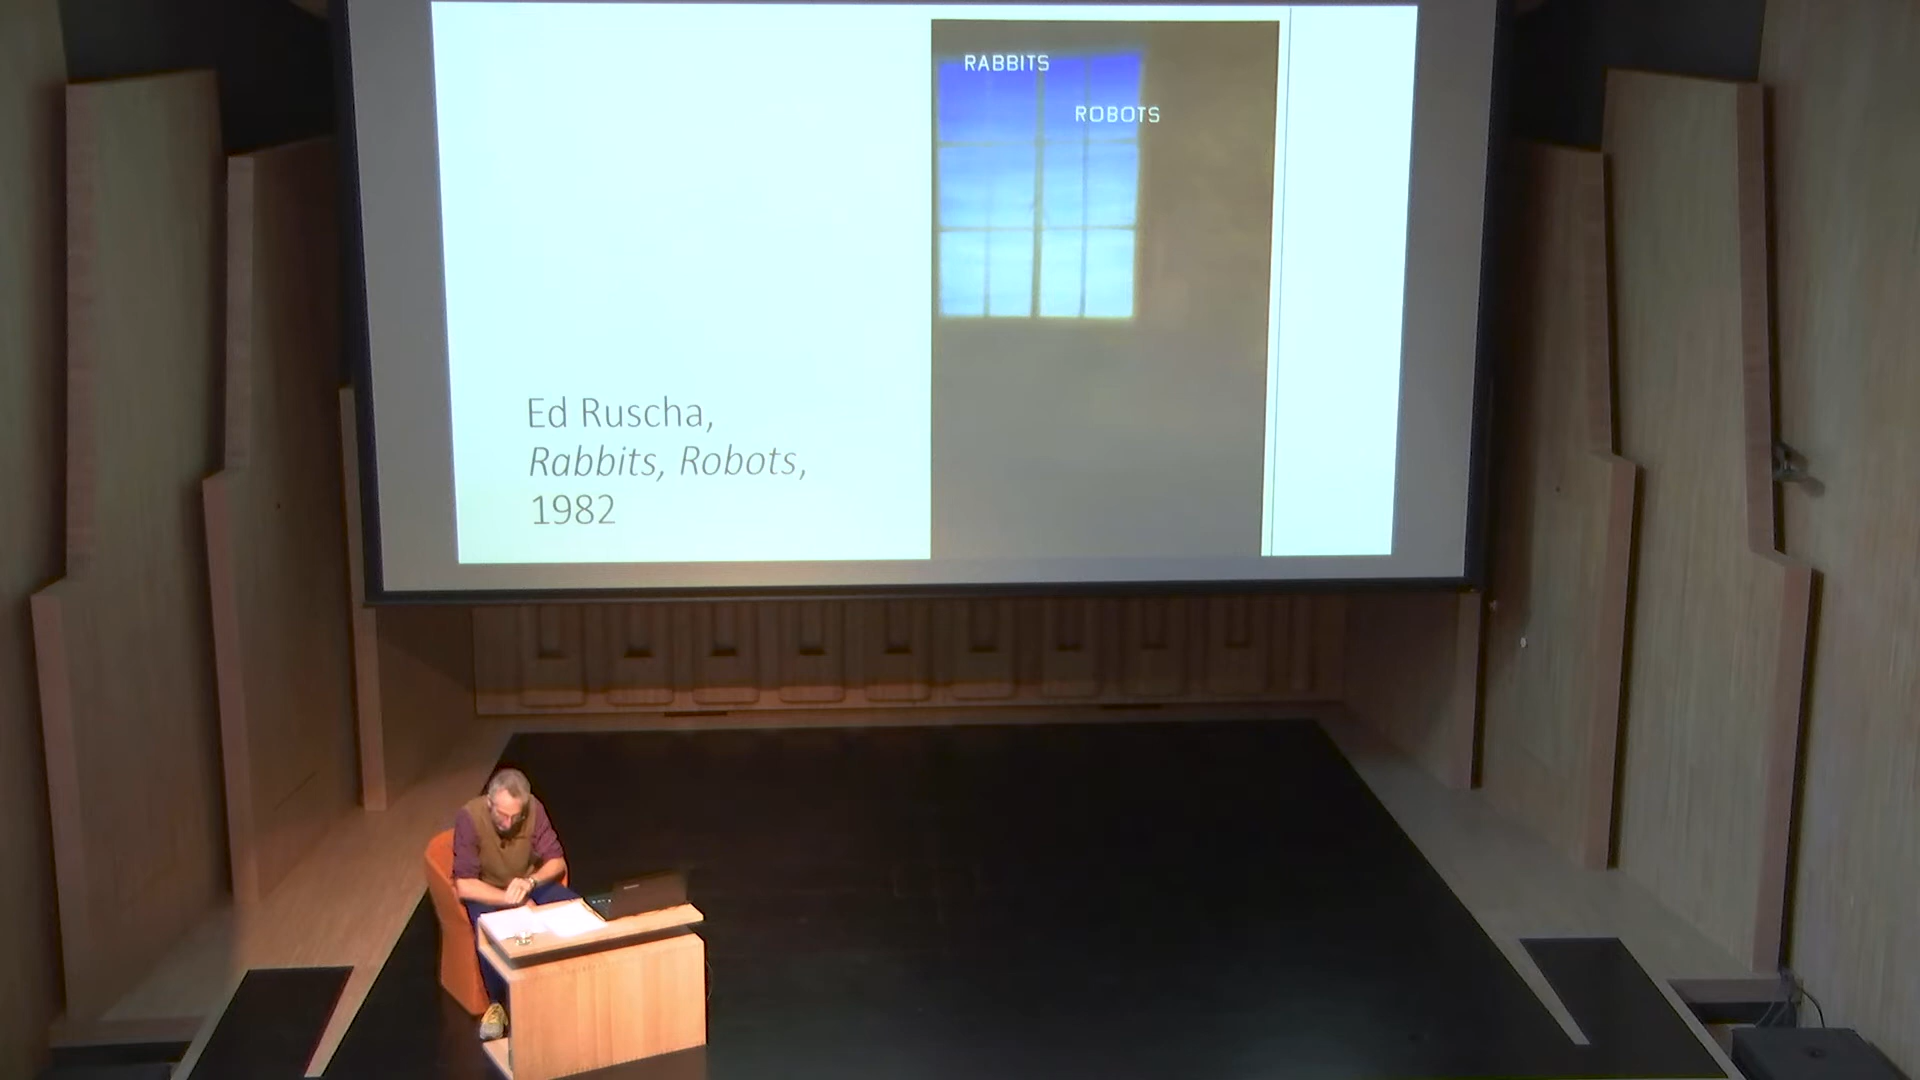 RABBITS
ROBOTS
Ed Ruscha,
Rabbits, Robots,
1982